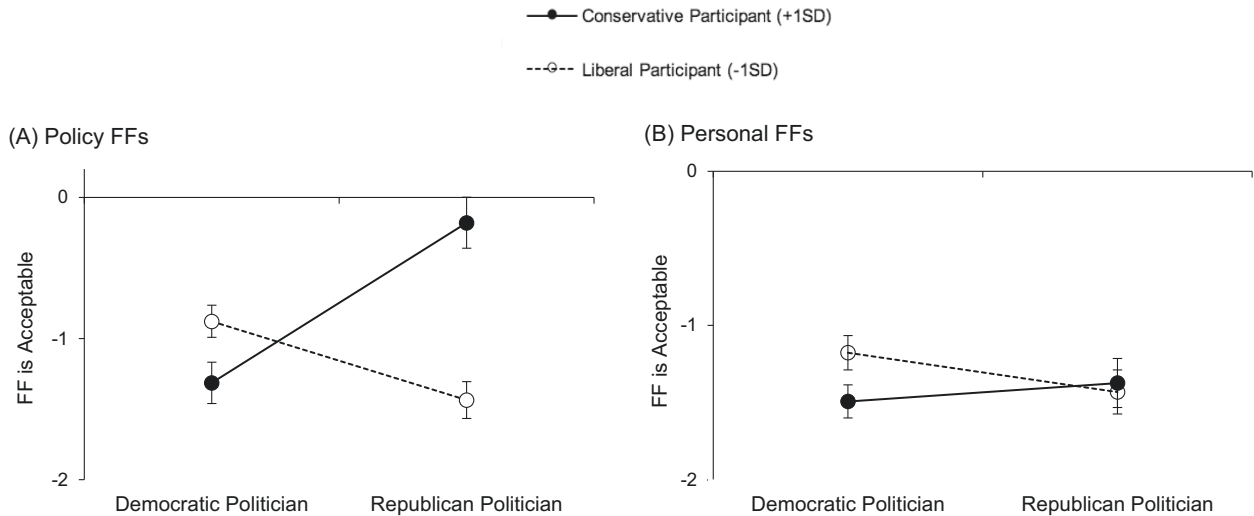 Conservative Participant (+1SD)
Liberal Participant (-1SD)
(A) Policy FFs
0
-1
-2
FF is Acceptable
Democratic Politician
Republican Politician
(B) Personal FFs
0
-1
-2
FF is Acceptable
Democratic Politician
Republican Politician